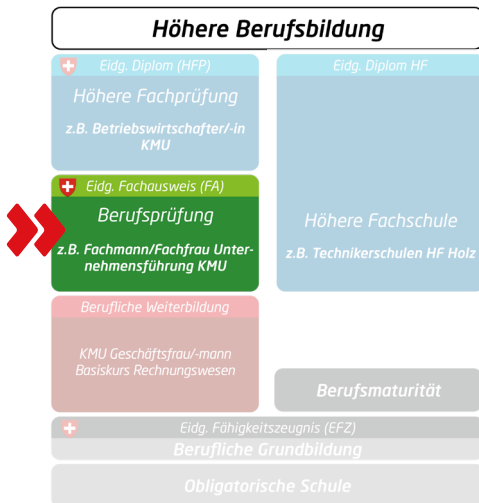 Höhere Berufsbildung
Eidg. Diplom (HFP)
Höhere Fachprüfung
z.B. Betriebswirtschafter/-in
KMU
Eidg. Fachausweis (FA)
Berufsprüfung
z.B. Fachmann/Fachfrau Unter-
nehmensführung KMU
Berufliche Weiterbildung
KMU Geschäftsfrau/-mann
Basiskurs Rechnungswesen
Eidg. Diplom HF
Höhere Fachschule
z.B. Technikerschulen HF Holz
Berufsmaturität
Eidg. Fähigkeitszeugnis (EFZ)
Berufliche Grundbildung
Obligatorische Schule